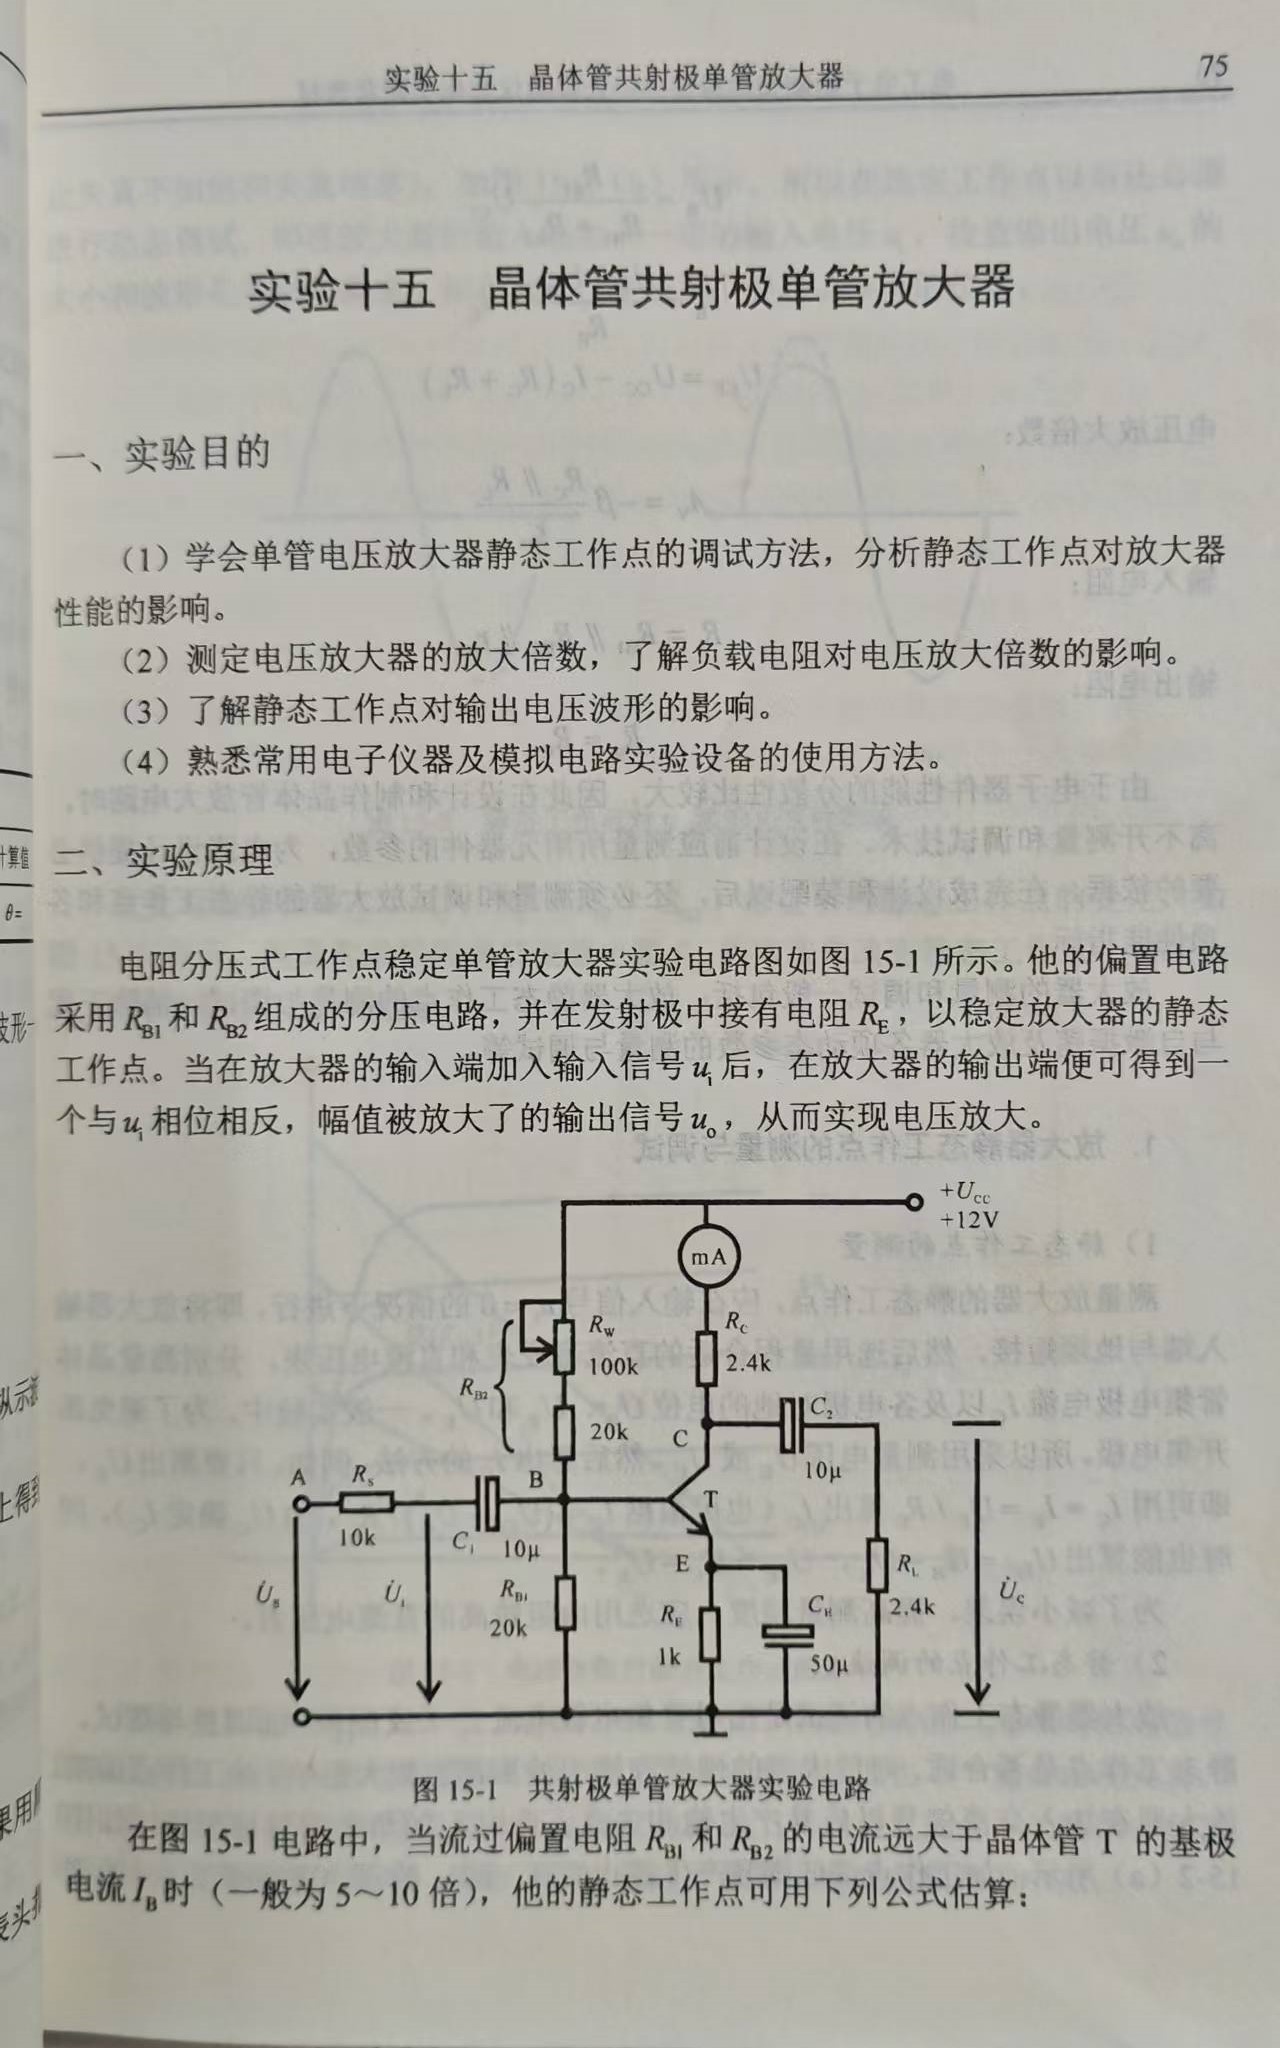 实验十五 晶体管共射极单管放大器 75
实验十五 晶体管共射极单管放大器
一、实验目的
（1）学会单管电压放大器静态工作点的调试方法，分析静态工作点对放大器
性能的影响。
（2）测定电压放大器的放大倍数，了解负载电阻对电压放大倍数的影响。
（3）了解静态工作点对输出电压波形的影响。
（4）熟悉常用电子仪器及模拟电路实验设备的使用方法。
计算值
二、实验原理
θ=
电阻分压式工作点稳定单管放大器实验电路图如图 15-1 所示。他的偏置电路
采用 R_B1 和 R_B2 组成的分压电路，并在发射极中接有电阻 R_E，以稳定放大器的静态
工作点。当在放大器的输入端加入输入信号 u_i 后，在放大器的输出端便可得到一
个与 u_i 相位相反，幅值被放大了的输出信号 u_o，从而实现电压放大。
+U_CC
+12V
mA
R_W
100k
R_C
2.4k
R_B2
20k
C
C_2
10μ
A
R_s
10k
C_1
10μ
B
T
E
U̇_s
U̇_i
R_B1
20k
R_E
1k
C_E
50μ
R_L
2.4k
U̇_C
图 15-1 共射极单管放大器实验电路
在图 15-1 电路中，当流过偏置电阻 R_B1 和 R_B2 的电流远大于晶体管 T 的基极
电流 I_B 时（一般为 5～10 倍），他的静态工作点可用下列公式估算：